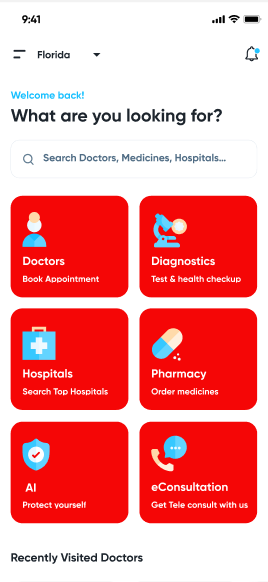 9:41
Florida
Welcome back!
What are you looking for?
Search Doctors, Medicines, Hospitals...
Doctors
Book Appointment
Diagnostics
Test & health checkup
Hospitals
Search Top Hospitals
Pharmacy
Order medicines
AI
Protect yourself
eConsultation
Get Tele consult with us
Recently Visited Doctors